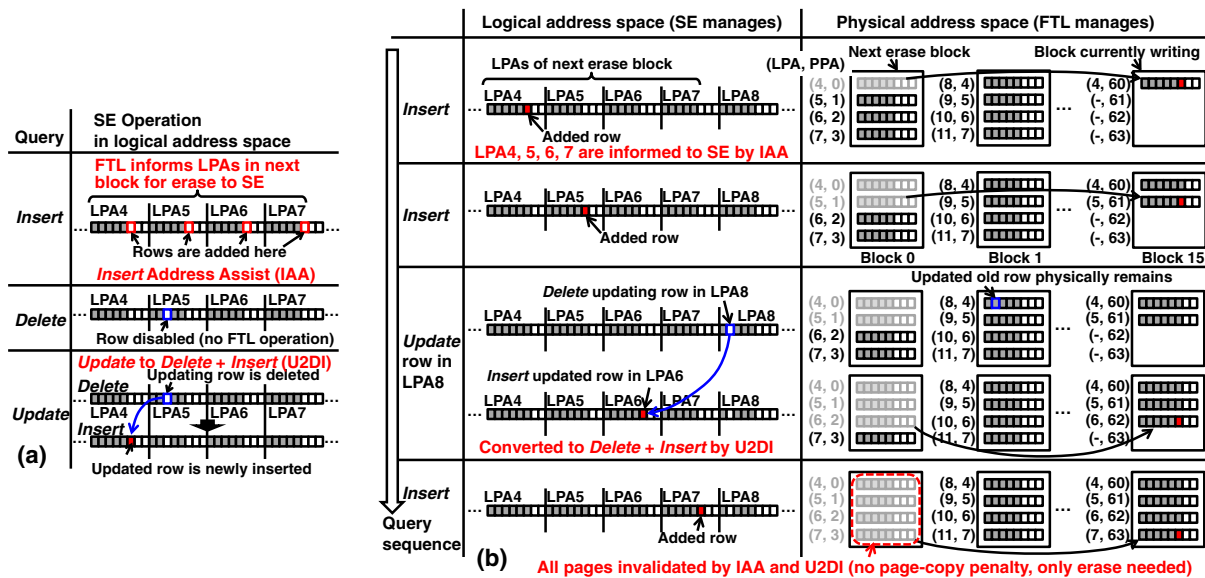 Query
SE Operation
in logical address space
Insert
FTL informs LPAs in next
block for erase to SE
LPA4 LPA5 LPA6 LPA7
... ...
Rows are added here
Insert Address Assist (IAA)
Delete
LPA4 LPA5 LPA6 LPA7
... ...
Row disabled (no FTL operation)
Update
Update to Delete + Insert (U2DI)
Updating row is deleted
Delete
... ...
LPA4 LPA5 LPA6 LPA7
Insert
... ...
Updated row is newly inserted
(a)
Logical address space (SE manages)
Physical address space (FTL manages)
Insert
LPAs of next erase block
LPA4 LPA5 LPA6 LPA7 LPA8
... ...
Added row
LPA4, 5, 6, 7 are informed to SE by IAA
Next erase block
Block currently writing
(LPA, PPA)
(4, 0) (8, 4) (4, 60)
(5, 1) (9, 5) (-, 61)
...
(6, 2) (10, 6) (-, 62)
(7, 3) (11, 7) (-, 63)
Insert
LPA4 LPA5 LPA6 LPA7 LPA8
... ...
Added row
(4, 0) (8, 4) (4, 60)
(5, 1) (9, 5) (5, 61)
...
(6, 2) (10, 6) (-, 62)
(7, 3) (11, 7) (-, 63)
Block 0 Block 1 Block 15
Update
row in
LPA8
Delete updating row in LPA8
LPA4 LPA5 LPA6 LPA7 LPA8
... ...
Insert updated row in LPA6
LPA4 LPA5 LPA6 LPA7 LPA8
... ...
Converted to Delete + Insert by U2DI
Updated old row physically remains
(4, 0) (8, 4) (4, 60)
(5, 1) (9, 5) (5, 61)
...
(6, 2) (10, 6) (-, 62)
(7, 3) (11, 7) (-, 63)
(4, 0) (8, 4) (4, 60)
(5, 1) (9, 5) (5, 61)
...
(6, 2) (10, 6) (6, 62)
(7, 3) (11, 7) (-, 63)
Insert
LPA4 LPA5 LPA6 LPA7 LPA8
... ...
Added row
(4, 0) (8, 4) (4, 60)
(5, 1) (9, 5) (5, 61)
...
(6, 2) (10, 6) (6, 62)
(7, 3) (11, 7) (7, 63)
Query
sequence
(b)
All pages invalidated by IAA and U2DI (no page-copy penalty, only erase needed)